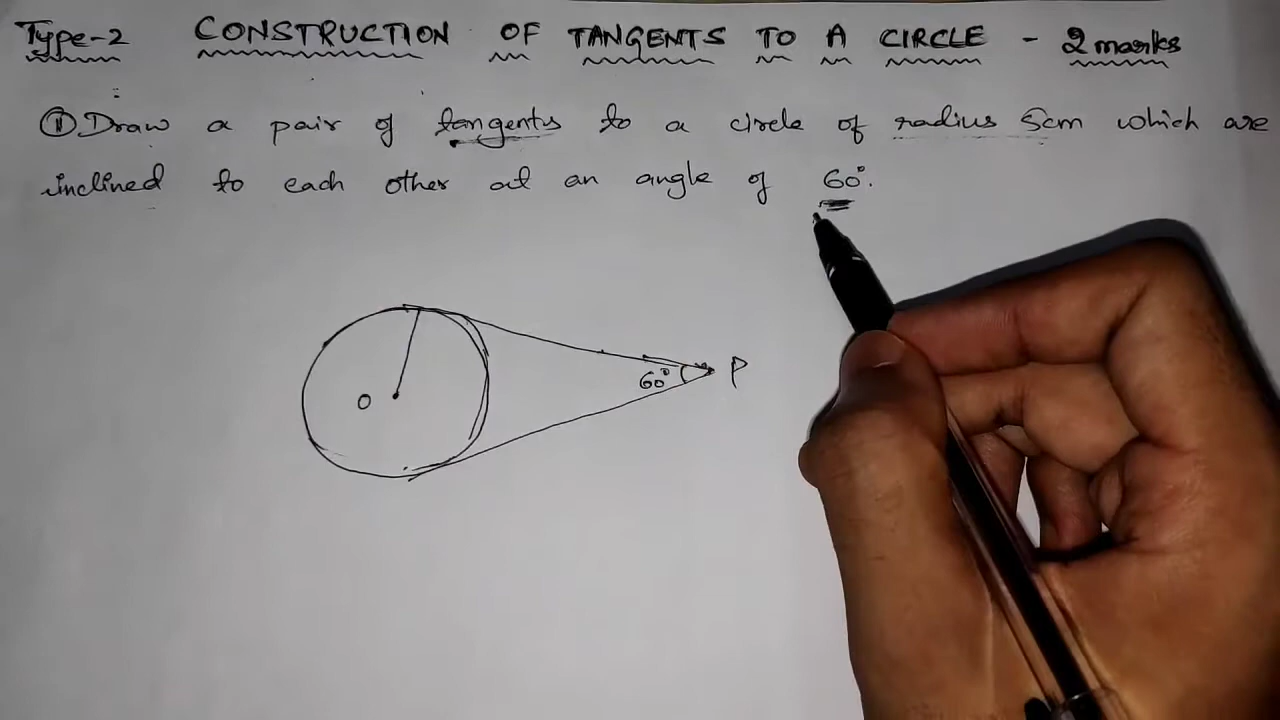 Type-2 CONSTRUCTION OF TANGENTS TO A CIRCLE - 2 marks
① Draw a pair of tangents to a circle of radius 5cm which are
inclined to each other at an angle of 60°.
60° P
O